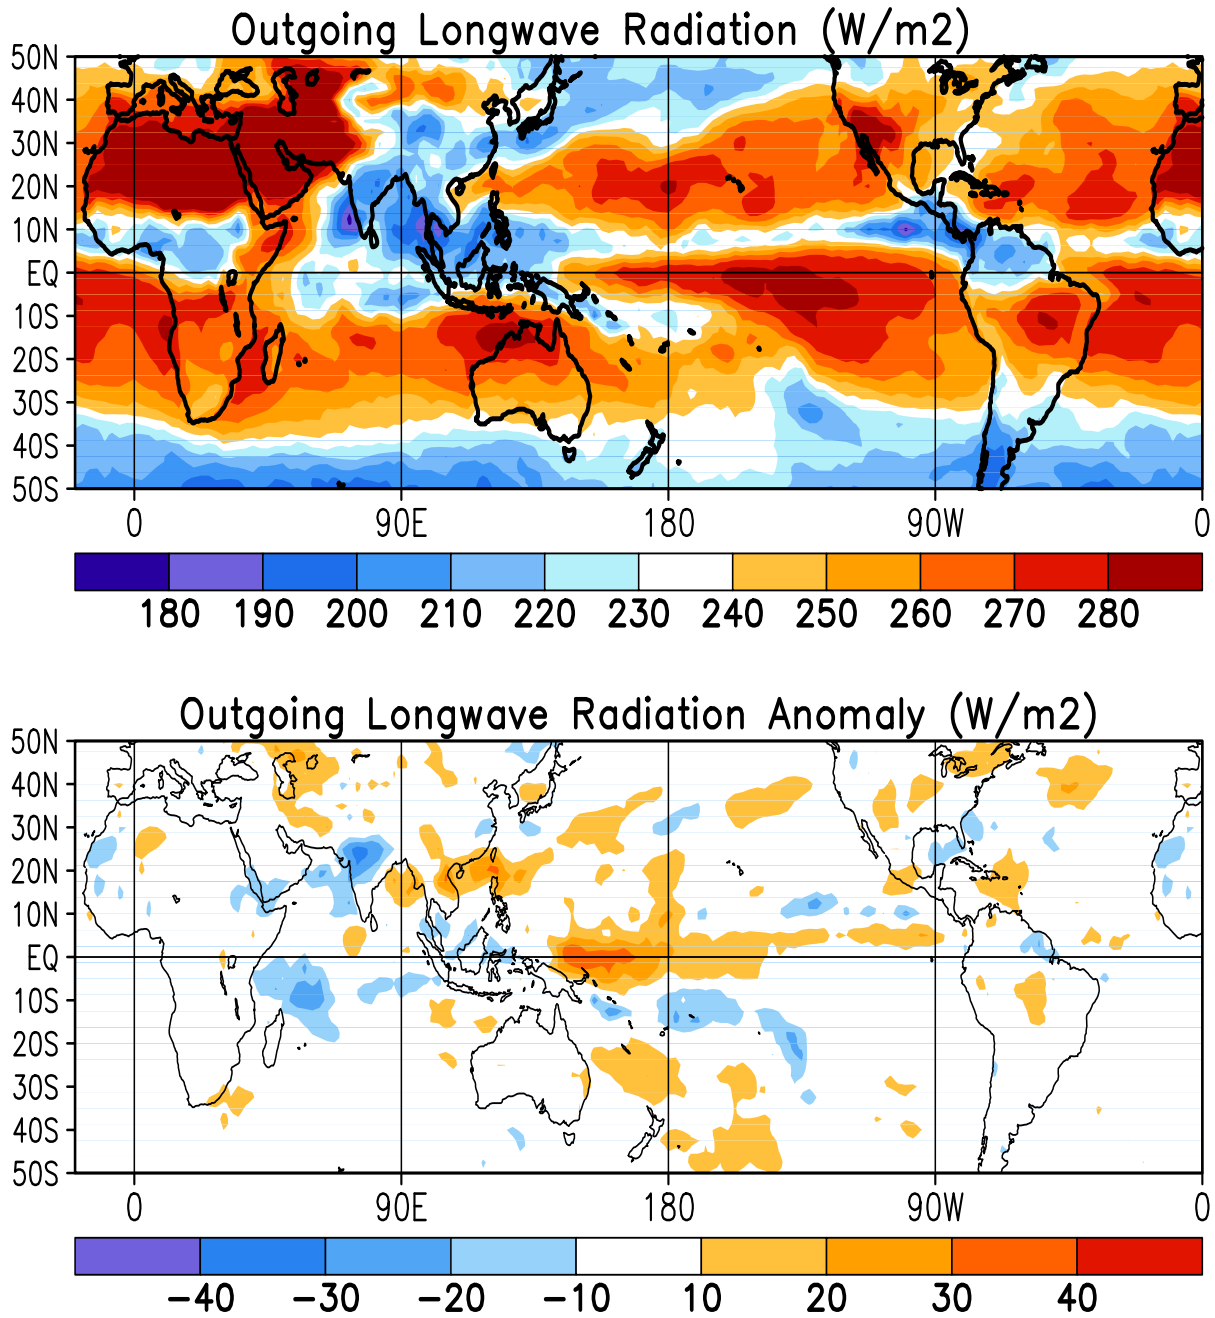 Outgoing Longwave Radiation (W/m2)
50N
40N
30N
20N
10N
EQ
10S
20S
30S
40S
50S
0 90E 180 90W 0
180 190 200 210 220 230 240 250 260 270 280
Outgoing Longwave Radiation Anomaly (W/m2)
50N
40N
30N
20N
10N
EQ
10S
20S
30S
40S
50S
0 90E 180 90W 0
-40 -30 -20 -10 10 20 30 40